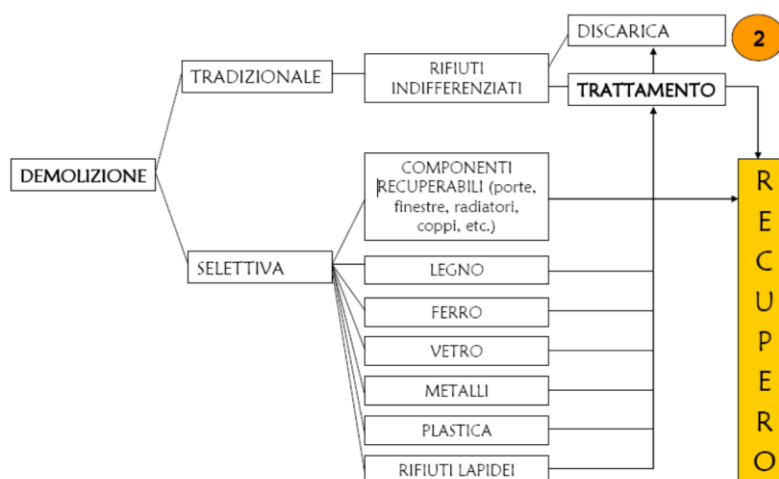 DISCARICA
2
TRADIZIONALE
RIFIUTI
INDIFFERENZIATI
TRATTAMENTO
DEMOLIZIONE
COMPONENTI
RECUPERABILI (porte,
finestre, radiatori,
coppi, etc.)
SELETTIVA
LEGNO
FERRO
VETRO
METALLI
PLASTICA
RIFIUTI LAPIDEI
RECUPERO